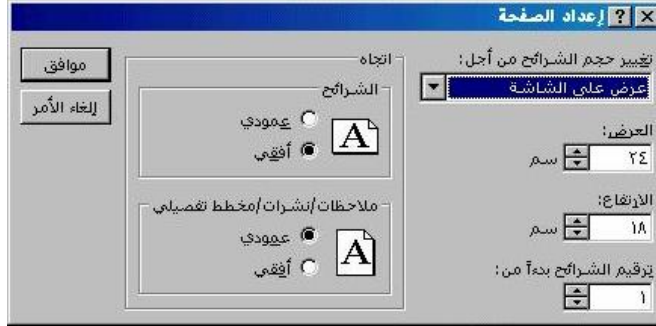 إعداد الصفحة
تغيير حجم الشرائح من أجل:
عرض على الشاشة
العرض:
٢٤ سم
الارتفاع:
١٨ سم
ترقيم الشرائح بدءاً من:
١
اتجاه
الشرائح
A
عمودي
أفقي
ملاحظات/نشرات/مخطط تفصيلي
A
عمودي
أفقي
موافق
إلغاء الأمر